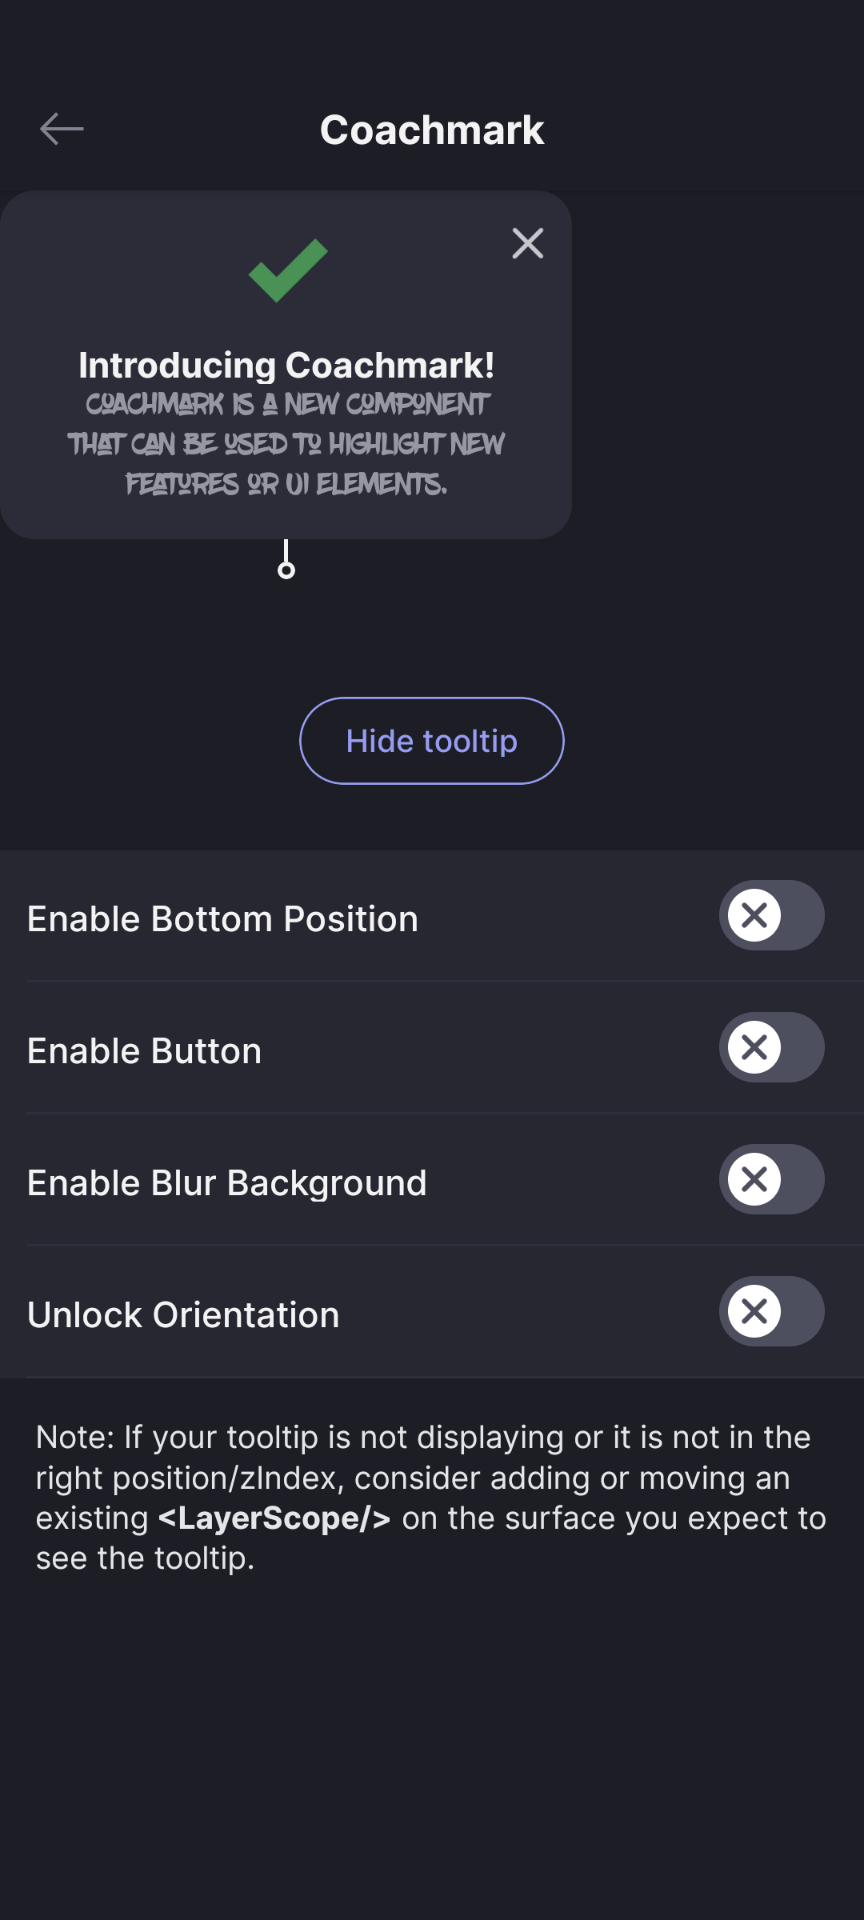 Coachmark
Introducing Coachmark!
COACHMARK IS A NEW COMPONENT
THAT CAN BE USED TO HIGHLIGHT NEW
FEATURES OR UI ELEMENTS.
Hide tooltip
Enable Bottom Position
Enable Button
Enable Blur Background
Unlock Orientation
Note: If your tooltip is not displaying or it is not in the
right position/zIndex, consider adding or moving an
existing <LayerScope/> on the surface you expect to
see the tooltip.